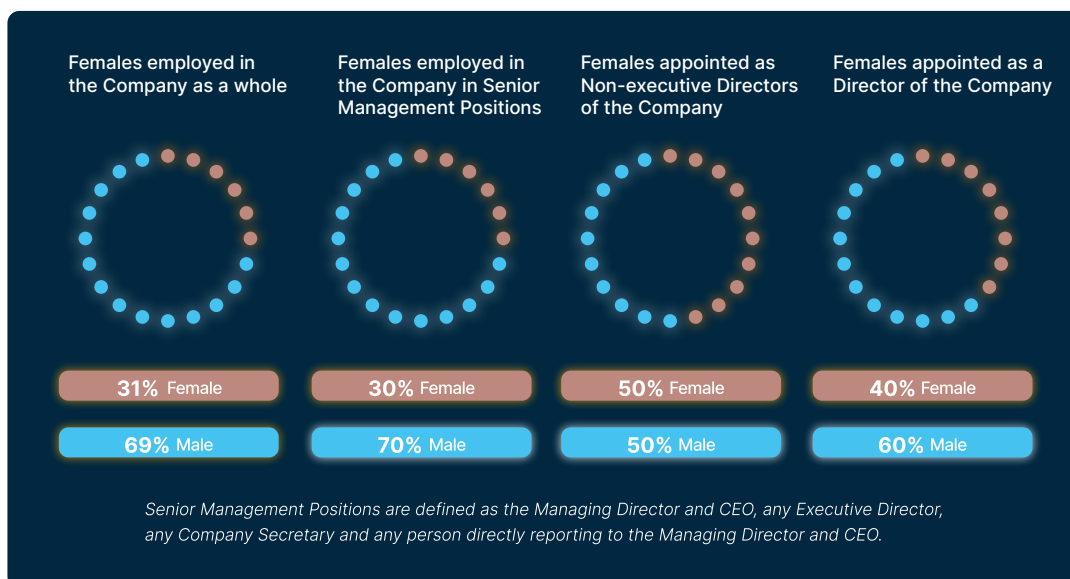 Females employed in
the Company as a whole
Females employed in
the Company in Senior
Management Positions
Females appointed as
Non-executive Directors
of the Company
Females appointed as a
Director of the Company
31% Female
30% Female
50% Female
40% Female
69% Male
70% Male
50% Male
60% Male
Senior Management Positions are defined as the Managing Director and CEO, any Executive Director,
any Company Secretary and any person directly reporting to the Managing Director and CEO.